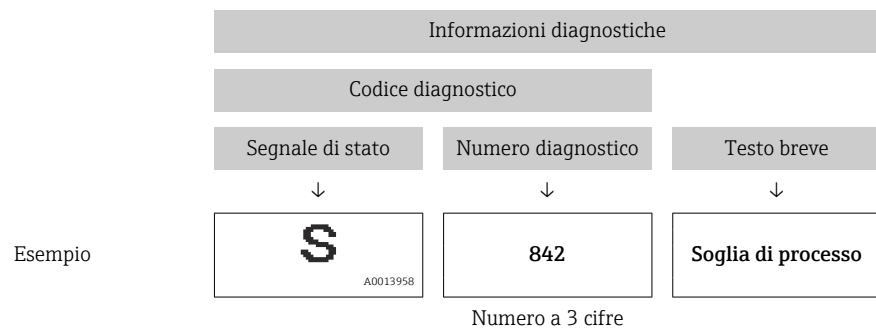 Informazioni diagnostiche
Codice diagnostico
Segnale di stato Numero diagnostico Testo breve
↓ ↓ ↓
Esempio S 842 Soglia di processo
A0013958
Numero a 3 cifre